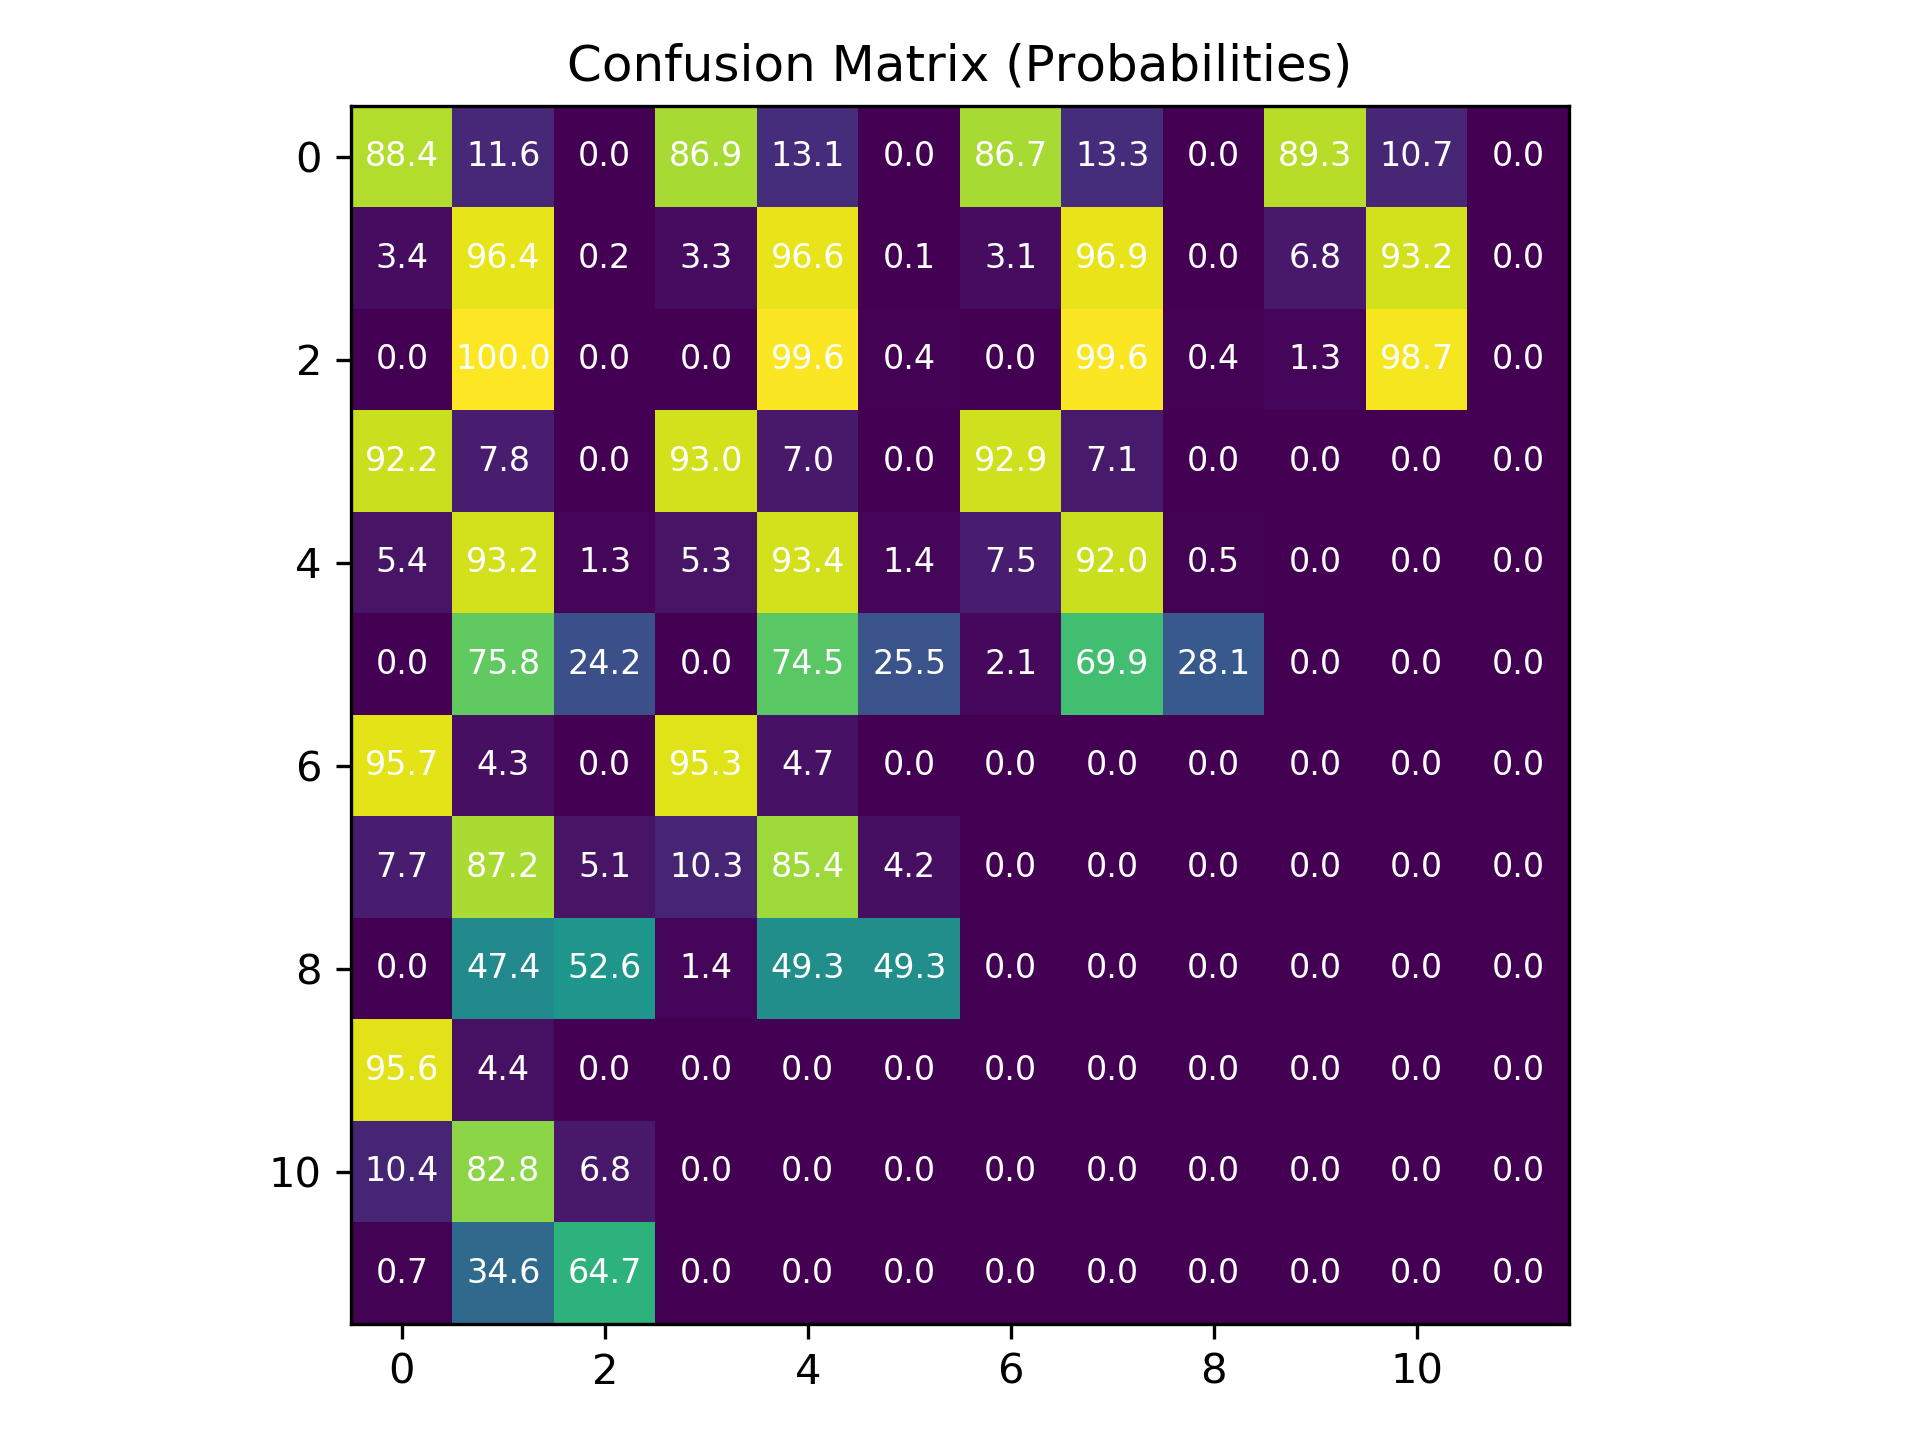 Confusion Matrix (Probabilities)
0 88.4 11.6 0.0 86.9 13.1 0.0 86.7 13.3 0.0 89.3 10.7 0.0
3.4 96.4 0.2 3.3 96.6 0.1 3.1 96.9 0.0 6.8 93.2 0.0
2 0.0 100.0 0.0 0.0 99.6 0.4 0.0 99.6 0.4 1.3 98.7 0.0
92.2 7.8 0.0 93.0 7.0 0.0 92.9 7.1 0.0 0.0 0.0 0.0
4 5.4 93.2 1.3 5.3 93.4 1.4 7.5 92.0 0.5 0.0 0.0 0.0
0.0 75.8 24.2 0.0 74.5 25.5 2.1 69.9 28.1 0.0 0.0 0.0
6 95.7 4.3 0.0 95.3 4.7 0.0 0.0 0.0 0.0 0.0 0.0 0.0
7.7 87.2 5.1 10.3 85.4 4.2 0.0 0.0 0.0 0.0 0.0 0.0
8 0.0 47.4 52.6 1.4 49.3 49.3 0.0 0.0 0.0 0.0 0.0 0.0
95.6 4.4 0.0 0.0 0.0 0.0 0.0 0.0 0.0 0.0 0.0 0.0
10 10.4 82.8 6.8 0.0 0.0 0.0 0.0 0.0 0.0 0.0 0.0 0.0
0.7 34.6 64.7 0.0 0.0 0.0 0.0 0.0 0.0 0.0 0.0 0.0
0 2 4 6 8 10